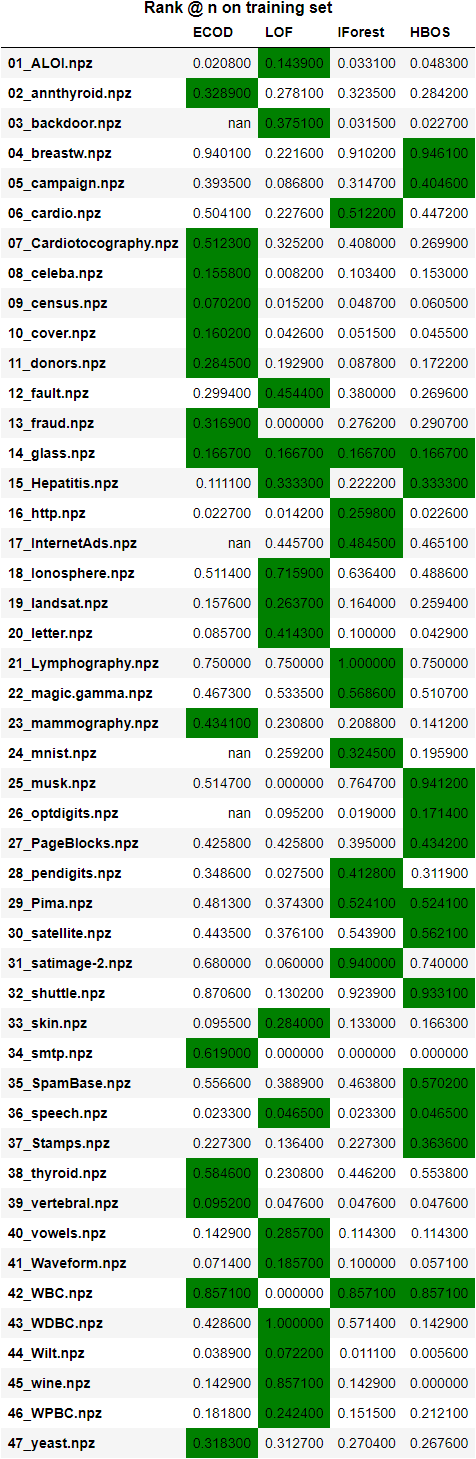 Rank @ n on training set
ECOD LOF IForest HBOS
01_ALOI.npz 0.020800 0.143900 0.033100 0.048300
02_annthyroid.npz 0.328900 0.278100 0.323500 0.284200
03_backdoor.npz nan 0.375100 0.031500 0.022700
04_breastw.npz 0.940100 0.221600 0.910200 0.946100
05_campaign.npz 0.393500 0.086800 0.314700 0.404600
06_cardio.npz 0.504100 0.227600 0.512200 0.447200
07_Cardiotocography.npz 0.512300 0.325200 0.408000 0.269900
08_celeba.npz 0.155800 0.008200 0.103400 0.153000
09_census.npz 0.070200 0.015200 0.048700 0.060500
10_cover.npz 0.160200 0.042600 0.051500 0.045500
11_donors.npz 0.284500 0.192900 0.087800 0.172200
12_fault.npz 0.299400 0.454400 0.380000 0.269600
13_fraud.npz 0.316900 0.000000 0.276200 0.290700
14_glass.npz 0.166700 0.166700 0.166700 0.166700
15_Hepatitis.npz 0.111100 0.333300 0.222200 0.333300
16_http.npz 0.022700 0.014200 0.259800 0.022600
17_InternetAds.npz nan 0.445700 0.484500 0.465100
18_Ionosphere.npz 0.511400 0.715900 0.636400 0.488600
19_landsat.npz 0.157600 0.263700 0.164000 0.259400
20_letter.npz 0.085700 0.414300 0.100000 0.042900
21_Lymphography.npz 0.750000 0.750000 1.000000 0.750000
22_magic.gamma.npz 0.467300 0.533500 0.568600 0.510700
23_mammography.npz 0.434100 0.230800 0.208800 0.141200
24_mnist.npz nan 0.259200 0.324500 0.195900
25_musk.npz 0.514700 0.000000 0.764700 0.941200
26_optdigits.npz nan 0.095200 0.019000 0.171400
27_PageBlocks.npz 0.425800 0.425800 0.395000 0.434200
28_pendigits.npz 0.348600 0.027500 0.412800 0.311900
29_Pima.npz 0.481300 0.374300 0.524100 0.524100
30_satellite.npz 0.443500 0.376100 0.543900 0.562100
31_satimage-2.npz 0.680000 0.060000 0.940000 0.740000
32_shuttle.npz 0.870600 0.130200 0.923900 0.933100
33_skin.npz 0.095500 0.284000 0.133000 0.166300
34_smtp.npz 0.619000 0.000000 0.000000 0.000000
35_SpamBase.npz 0.556600 0.388900 0.463800 0.570200
36_speech.npz 0.023300 0.046500 0.023300 0.046500
37_Stamps.npz 0.227300 0.136400 0.227300 0.363600
38_thyroid.npz 0.584600 0.230800 0.446200 0.553800
39_vertebral.npz 0.095200 0.047600 0.047600 0.047600
40_vowels.npz 0.142900 0.285700 0.114300 0.114300
41_Waveform.npz 0.071400 0.185700 0.100000 0.057100
42_WBC.npz 0.857100 0.000000 0.857100 0.857100
43_WDBC.npz 0.428600 1.000000 0.571400 0.142900
44_Wilt.npz 0.038900 0.072200 0.011100 0.005600
45_wine.npz 0.142900 0.857100 0.142900 0.000000
46_WPBC.npz 0.181800 0.242400 0.151500 0.212100
47_yeast.npz 0.318300 0.312700 0.270400 0.267600